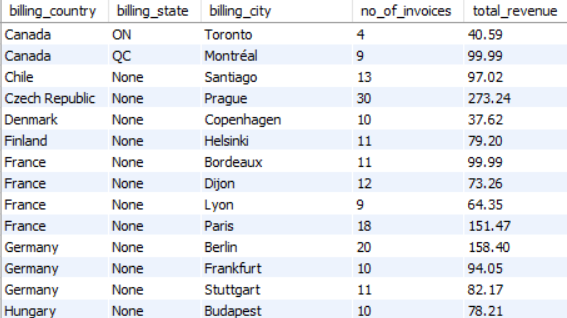 billing_country billing_state billing_city no_of_invoices total_revenue
Canada ON Toronto 4 40.59
Canada QC Montréal 9 99.99
Chile None Santiago 13 97.02
Czech Republic None Prague 30 273.24
Denmark None Copenhagen 10 37.62
Finland None Helsinki 11 79.20
France None Bordeaux 11 99.99
France None Dijon 12 73.26
France None Lyon 9 64.35
France None Paris 18 151.47
Germany None Berlin 20 158.40
Germany None Frankfurt 10 94.05
Germany None Stuttgart 11 82.17
Hungary None Budapest 10 78.21